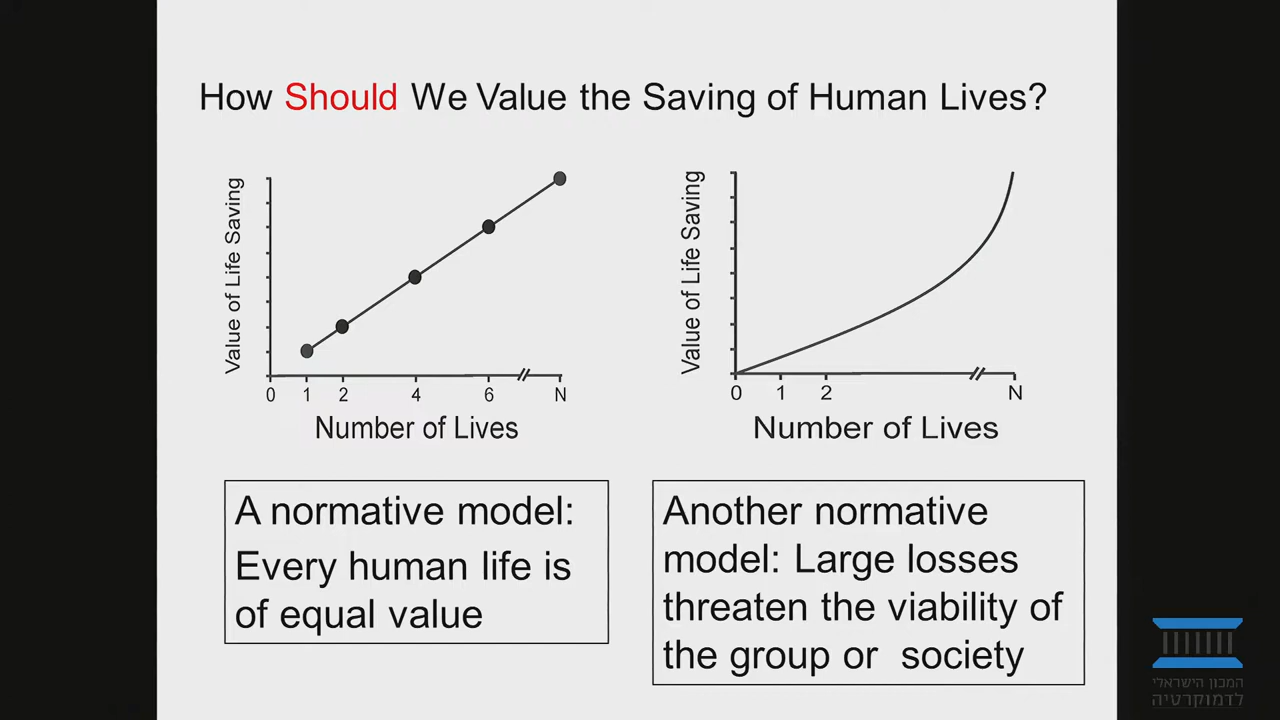 How Should We Value the Saving of Human Lives?
Value of Life Saving
0 1 2 4 6 N
Number of Lives
Value of Life Saving
0 1 2 N
Number of Lives
A normative model:
Every human life is
of equal value
Another normative
model: Large losses
threaten the viability of
the group or society
המכון הישראלי
לדמוקרטיה